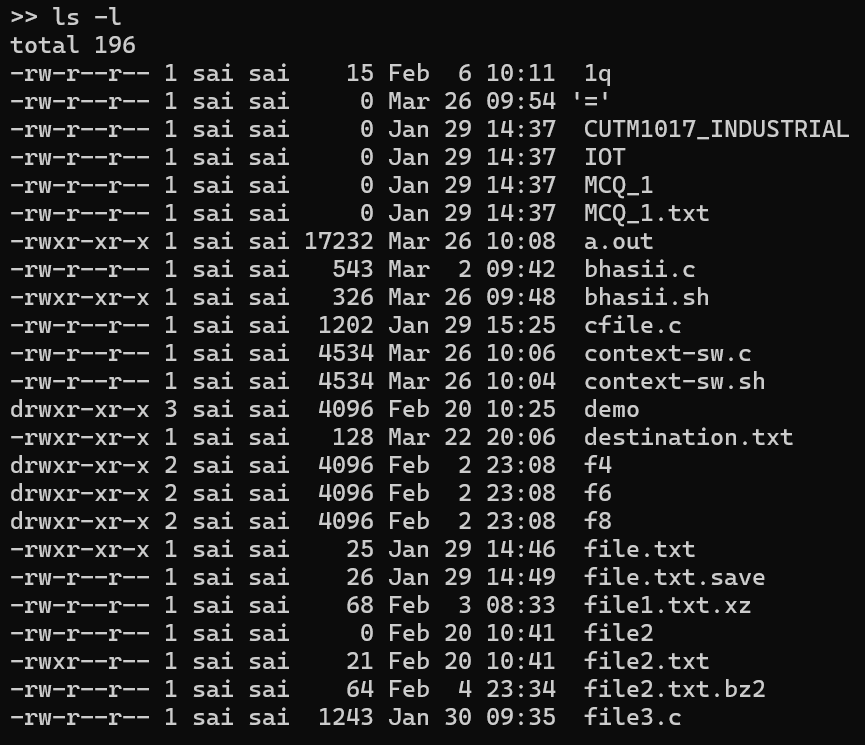 >> ls -l
total 196
-rw-r--r-- 1 sai sai    15 Feb  6 10:11  1q
-rw-r--r-- 1 sai sai     0 Mar 26 09:54 '='
-rw-r--r-- 1 sai sai     0 Jan 29 14:37  CUTM1017_INDUSTRIAL
-rw-r--r-- 1 sai sai     0 Jan 29 14:37  IOT
-rw-r--r-- 1 sai sai     0 Jan 29 14:37  MCQ_1
-rw-r--r-- 1 sai sai     0 Jan 29 14:37  MCQ_1.txt
-rwxr-xr-x 1 sai sai 17232 Mar 26 10:08  a.out
-rw-r--r-- 1 sai sai   543 Mar  2 09:42  bhasii.c
-rwxr-xr-x 1 sai sai   326 Mar 26 09:48  bhasii.sh
-rw-r--r-- 1 sai sai  1202 Jan 29 15:25  cfile.c
-rw-r--r-- 1 sai sai  4534 Mar 26 10:06  context-sw.c
-rw-r--r-- 1 sai sai  4534 Mar 26 10:04  context-sw.sh
drwxr-xr-x 3 sai sai  4096 Feb 20 10:25  demo
-rwxr-xr-x 1 sai sai   128 Mar 22 20:06  destination.txt
drwxr-xr-x 2 sai sai  4096 Feb  2 23:08  f4
drwxr-xr-x 2 sai sai  4096 Feb  2 23:08  f6
drwxr-xr-x 2 sai sai  4096 Feb  2 23:08  f8
-rwxr-xr-x 1 sai sai    25 Jan 29 14:46  file.txt
-rw-r--r-- 1 sai sai    26 Jan 29 14:49  file.txt.save
-rw-r--r-- 1 sai sai    68 Feb  3 08:33  file1.txt.xz
-rw-r--r-- 1 sai sai     0 Feb 20 10:41  file2
-rwxr--r-- 1 sai sai    21 Feb 20 10:41  file2.txt
-rw-r--r-- 1 sai sai    64 Feb  4 23:34  file2.txt.bz2
-rw-r--r-- 1 sai sai  1243 Jan 30 09:35  file3.c